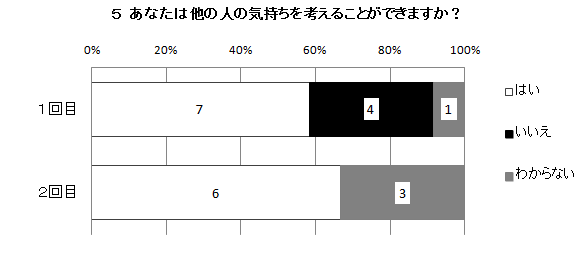 ５ あなたは他の人の気持ちを考えることができますか？
0% 20% 40% 60% 80% 100%
１回目 7 4 1
２回目 6 3
はい
いいえ
わからない